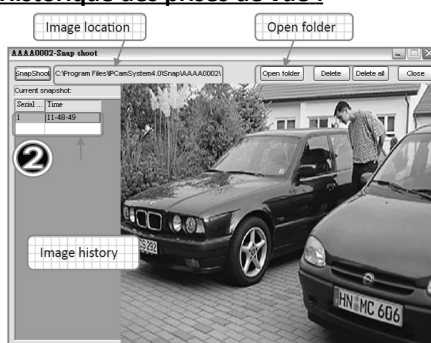 Historique des prises de vue :
Image location
Open folder
AAAA0002-Snap shoot
SnapShoot C:\Program Files\IPCamSystem4.0\Snap\AAAA0002\ Open folder Delete Delete all Close
Current snapshot:
Serial ... Time
1 11-48-49
2
Image history
HN MC 606